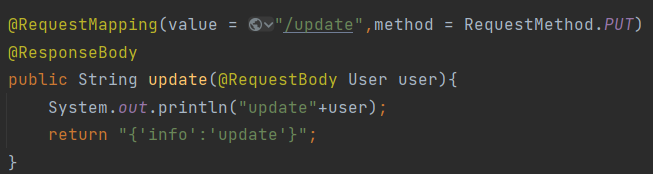 @RequestMapping(value = "/update",method = RequestMethod.PUT)
@ResponseBody
public String update(@RequestBody User user){
System.out.println("update"+user);
return "{'info':'update'}";
}